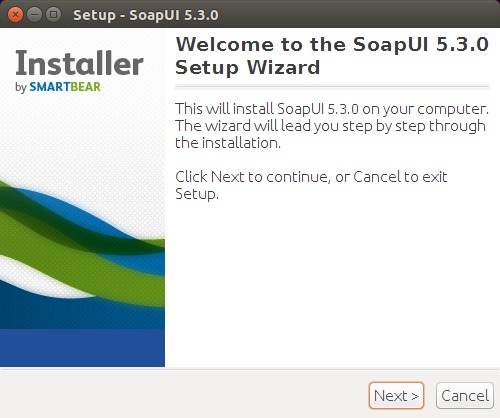 Setup - SoapUI 5.3.0
Installer
by SMARTBEAR
Welcome to the SoapUI 5.3.0
Setup Wizard
This will install SoapUI 5.3.0 on your computer.
The wizard will lead you step by step through
the installation.
Click Next to continue, or Cancel to exit
Setup.
Next >
Cancel